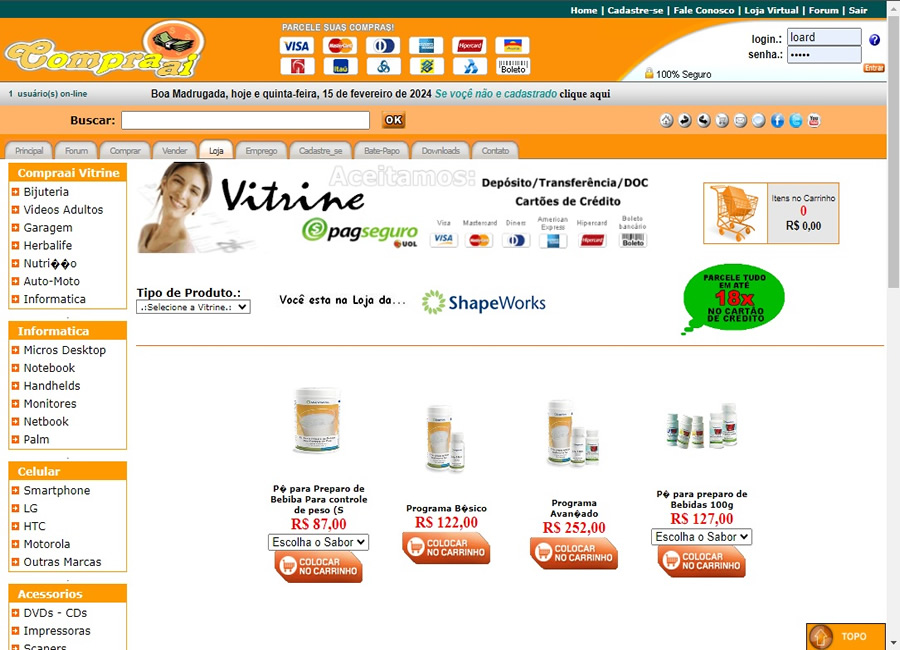 Home | Cadastre-se | Fale Conosco | Loja Virtual | Forum | Sair
Compraai
PARCELE SUAS COMPRAS!
VISA MasterCard Hipercard
Itaú Boleto
login.: loard
senha.: •••••
100% Seguro
Entrar
1 usuário(s) on-line
Boa Madrugada, hoje e quinta-feira, 15 de fevereiro de 2024 Se voçê não e cadastrado clique aquí
Buscar: OK
Principal Forum Comprar Vender Loja Emprego Cadastre_se Bate-Papo Downloads Contato
Compraai Vitrine
Bijuteria
Videos Adultos
Garagem
Herbalife
Nutri��o
Auto-Moto
Informatica
Informatica
Micros Desktop
Notebook
Handhelds
Monitores
Netbook
Palm
Celular
Smartphone
LG
HTC
Motorola
Outras Marcas
Acessorios
DVDs - CDs
Impressoras
Scaners
Vitrine
Aceitamos:
Depósito/Transferência/DOC
Cartões de Crédito
pagseguro
UOL
Visa Mastercard Diners American Express Hipercard Boleto bancário
VISA MasterCard Hipercard Boleto
Itens no Carrinho
0
R$ 0,00
Tipo de Produto.:
.:Selecione a Vitrine.:
Você esta na Loja da...
ShapeWorks
PARCELE TUDO
EM ATÉ
18x
NO CARTÃO
DE CRÉDITO
P� para Preparo de
Bebiba Para controle
de peso (S
R$ 87,00
Escolha o Sabor
COLOCAR
NO CARRINHO
Programa B�sico
R$ 122,00
COLOCAR
NO CARRINHO
Programa
Avan�ado
R$ 252,00
COLOCAR
NO CARRINHO
P� para preparo de
Bebidas 100g
R$ 127,00
Escolha o Sabor
COLOCAR
NO CARRINHO
TOPO